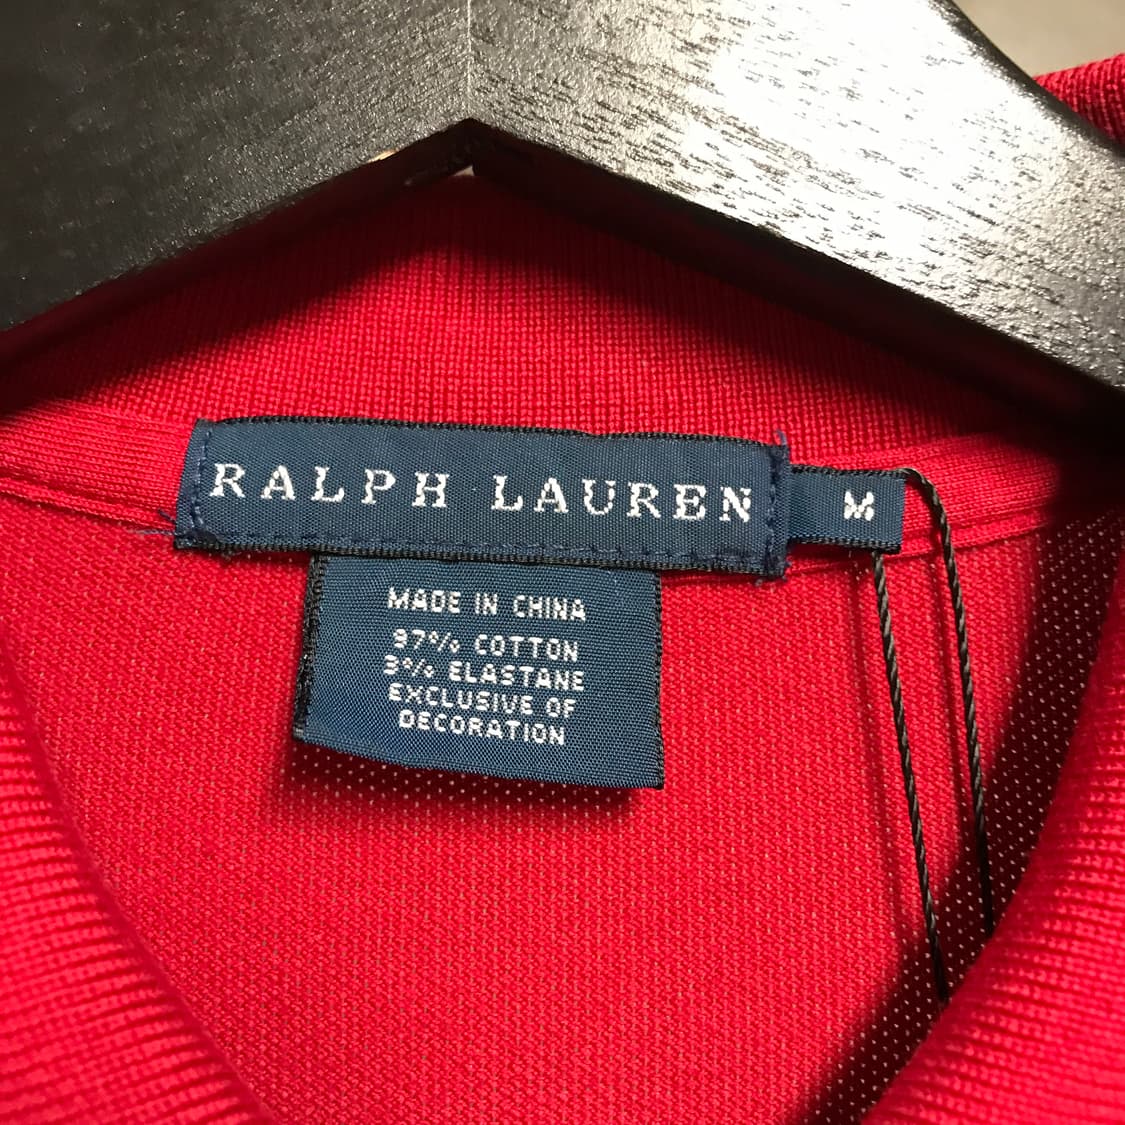 RALPH LAUREN
M
MADE IN CHINA
97% COTTON
3% ELASTANE
EXCLUSIVE OF
DECORATION